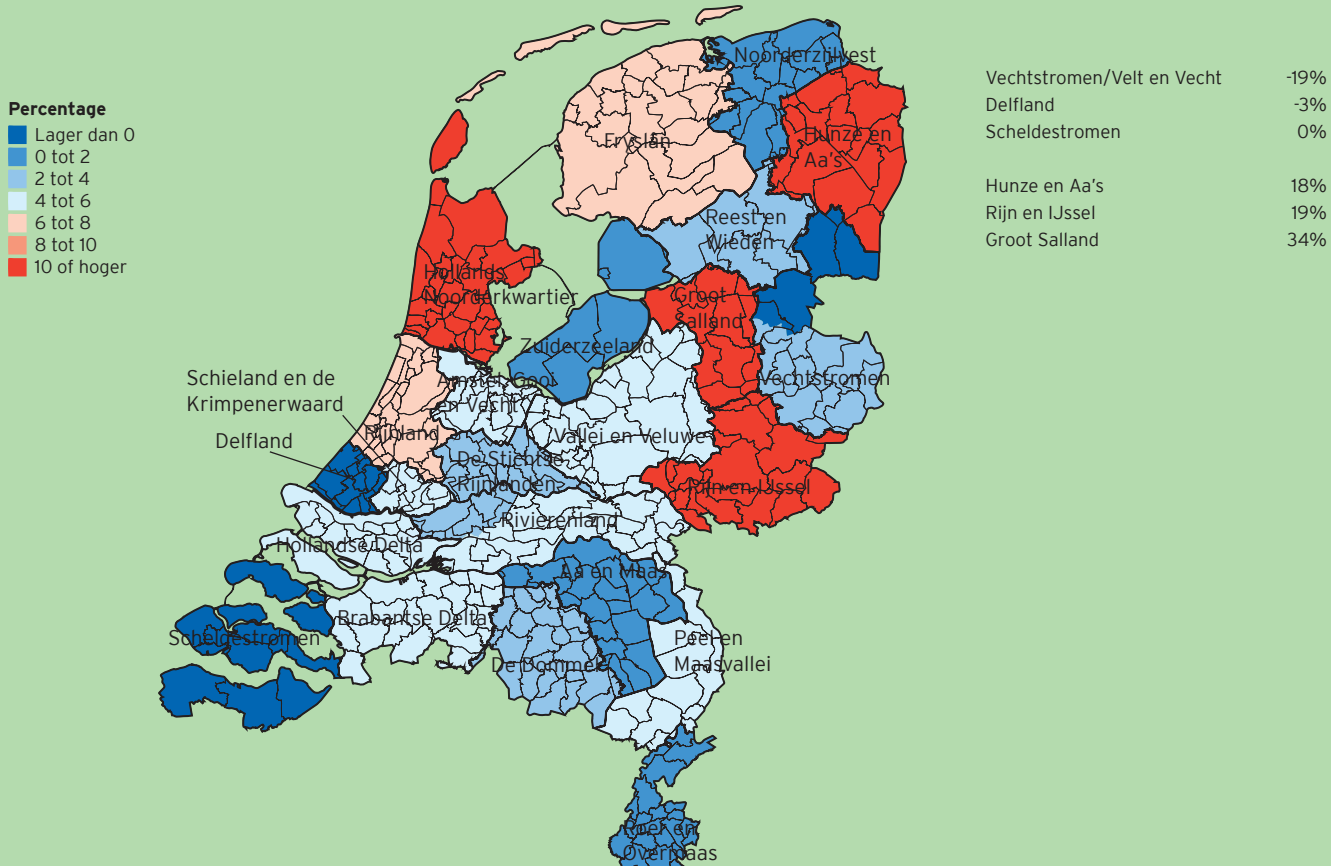 Percentage
Lager dan 0
0 tot 2
2 tot 4
4 tot 6
6 tot 8
8 tot 10
10 of hoger
Noorderzijlvest
Fryslân
Hunze en
Aa's
Reest en
Wieden
Hollands
Noorderkwartier
Groot
Salland
Zuiderzeeland
Vechtstromen
Schieland en de
Krimpenerwaard
Amstel, Gooi
en Vecht
Delfland
Rijnland
Vallei en Veluwe
De Stichtse
Rijnlanden
Rijn en IJssel
Rivierenland
Hollandse Delta
Aa en Maas
Brabantse Delta
Scheldestromen
De Dommel
Peel en
Maasvallei
Roer en
Overmaas
Vechtstromen/Velt en Vecht -19%
Delfland -3%
Scheldestromen 0%
Hunze en Aa's 18%
Rijn en IJssel 19%
Groot Salland 34%